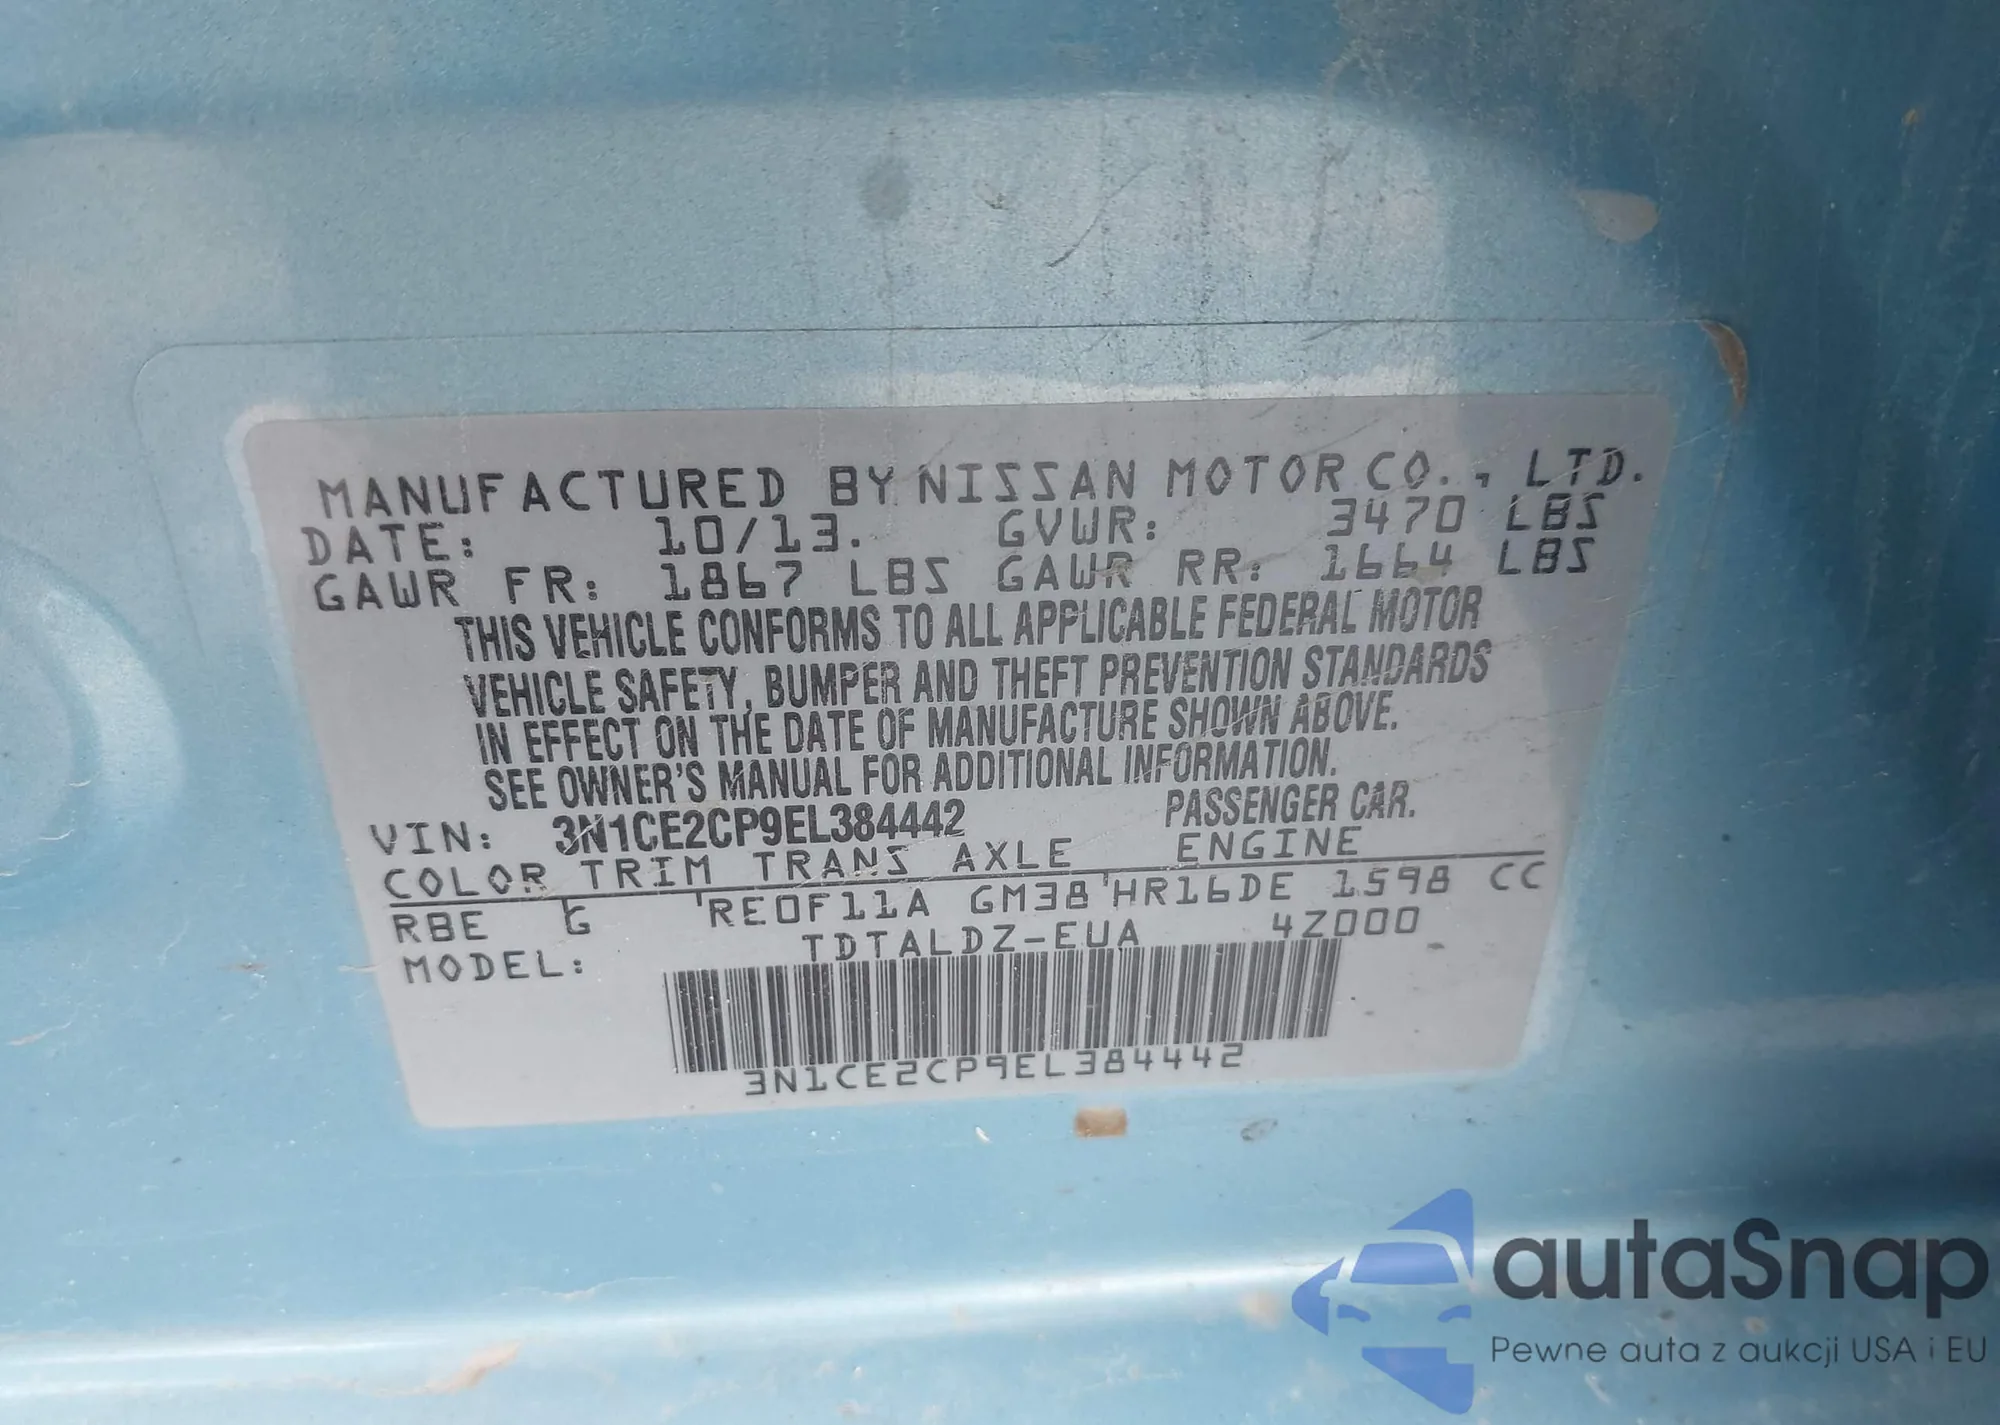 MANUFACTURED BY NISSAN MOTOR CO., LTD.
DATE: 10/13. GVWR: 3470 LBS
GAWR FR: 1867 LBS GAWR RR: 1664 LBS
THIS VEHICLE CONFORMS TO ALL APPLICABLE FEDERAL MOTOR
VEHICLE SAFETY, BUMPER AND THEFT PREVENTION STANDARDS
IN EFFECT ON THE DATE OF MANUFACTURE SHOWN ABOVE.
SEE OWNER'S MANUAL FOR ADDITIONAL INFORMATION.
VIN: 3N1CE2CP9EL384442 PASSENGER CAR.
COLOR TRIM TRANS AXLE ENGINE
RBE G RE0F11A GM38 HR16DE 1598 CC
MODEL: TDTALDZ-EUA 4Z000
3N1CE2CP9EL384442
autaSnap
Pewne auta z aukcji USA i EU